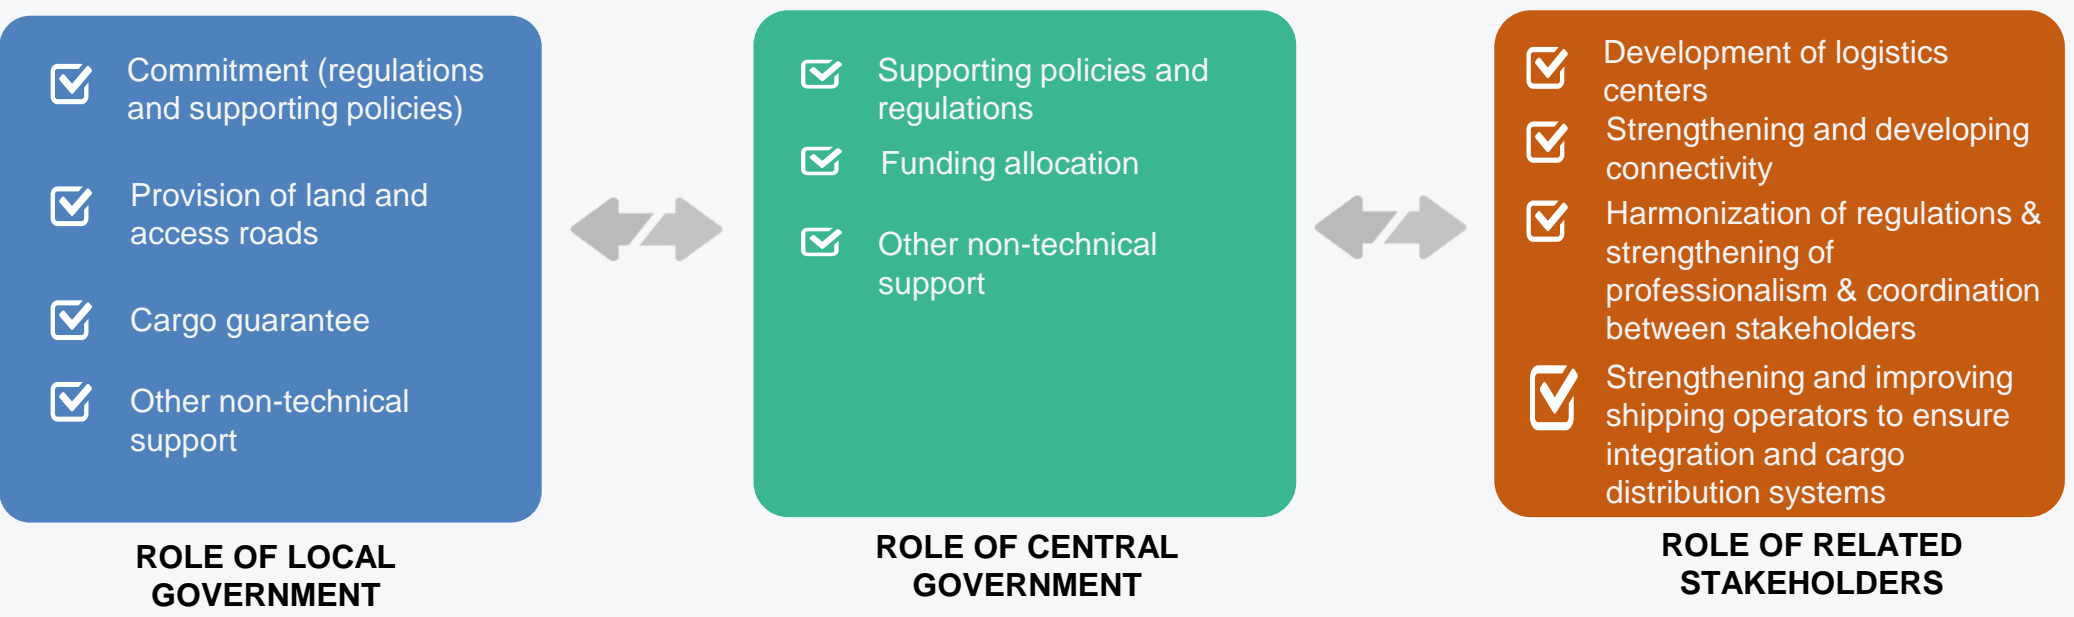 Commitment (regulations
and supporting policies)
Provision of land and
access roads
Cargo guarantee
Other non-technical
support
ROLE OF LOCAL
GOVERNMENT
Supporting policies and
regulations
Funding allocation
Other non-technical
support
ROLE OF CENTRAL
GOVERNMENT
Development of logistics
centers
Strengthening and developing
connectivity
Harmonization of regulations &
strengthening of
professionalism & coordination
between stakeholders
Strengthening and improving
shipping operators to ensure
integration and cargo
distribution systems
ROLE OF RELATED
STAKEHOLDERS